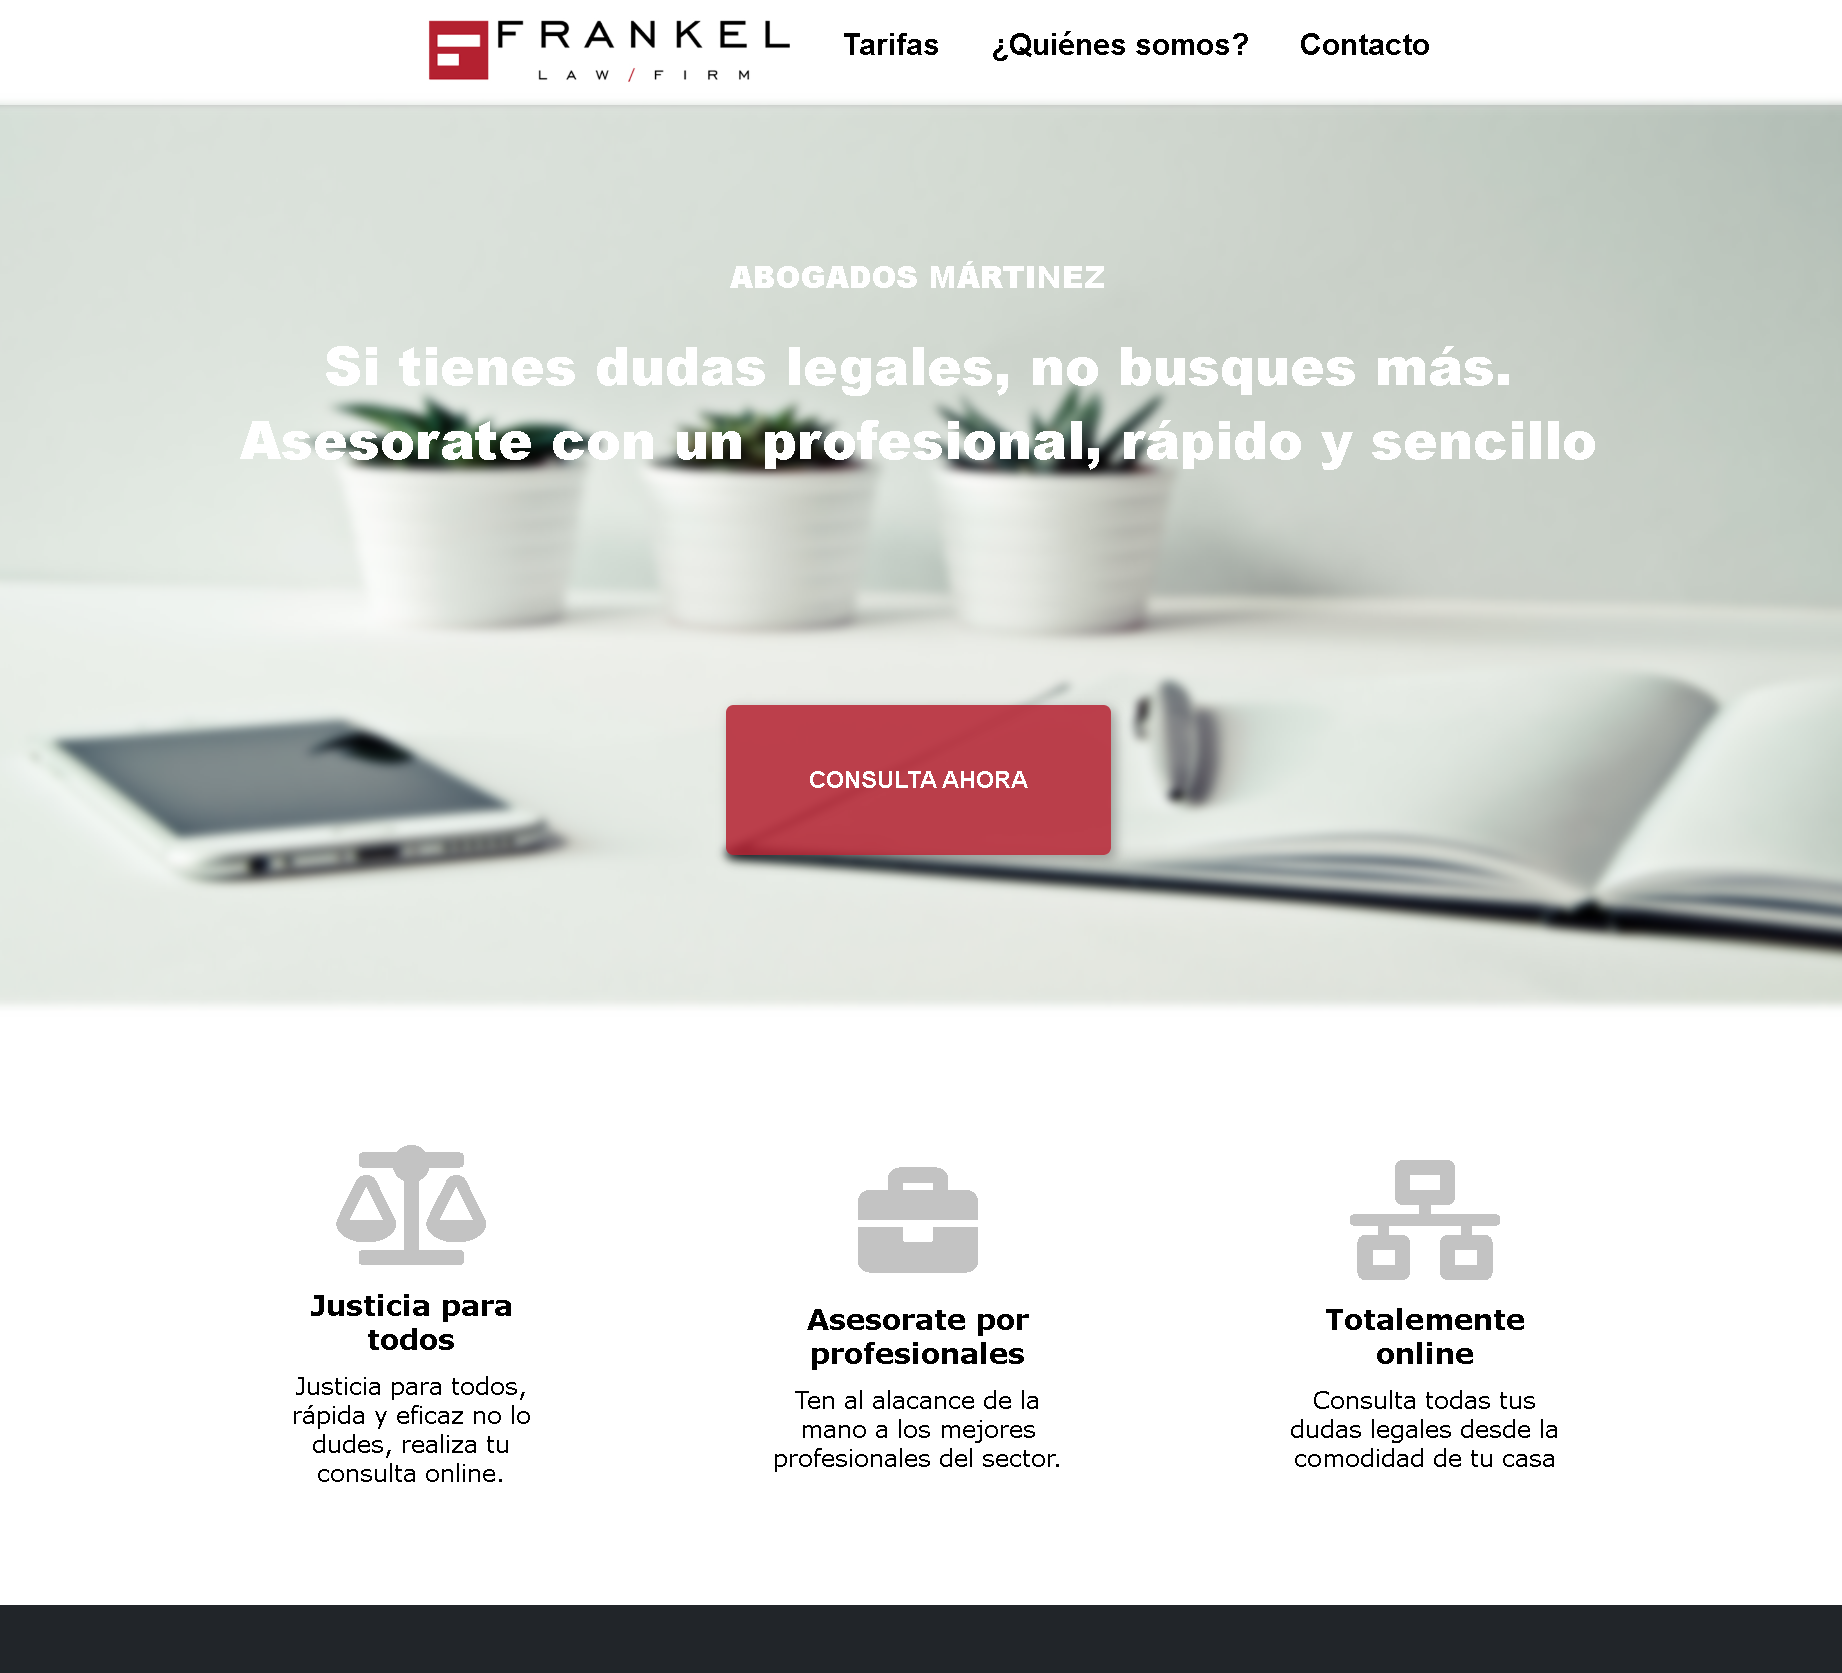 FRANKEL
LAW/FIRM
Tarifas
¿Quiénes somos?
Contacto
ABOGADOS MÁRTINEZ
Si tienes dudas legales, no busques más.
Asesorate con un profesional, rápido y sencillo
CONSULTA AHORA
Justicia para
todos
Justicia para todos,
rápida y eficaz no lo
dudes, realiza tu
consulta online.
Asesorate por
profesionales
Ten al alacance de la
mano a los mejores
profesionales del sector.
Totalemente
online
Consulta todas tus
dudas legales desde la
comodidad de tu casa